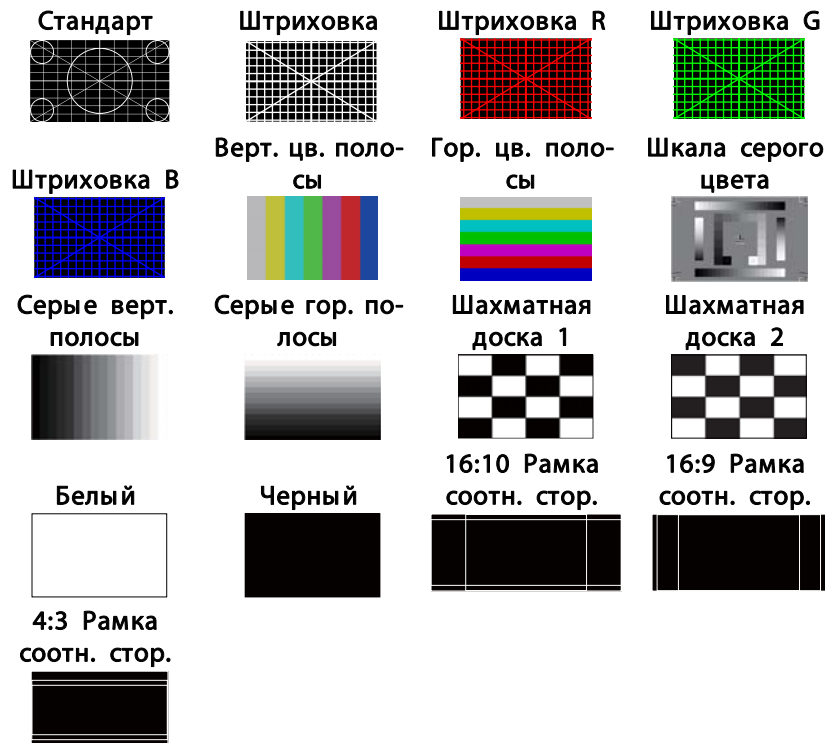 Стандарт
Штриховка
Штриховка R
Штриховка G
Штриховка B
Верт. цв. поло-
сы
Гор. цв. поло-
сы
Шкала серого
цвета
Серые верт.
полосы
Серые гор. по-
лосы
Шахматная
доска 1
Шахматная
доска 2
Белый
Черный
16:10 Рамка
соотн. стор.
16:9 Рамка
соотн. стор.
4:3 Рамка
соотн. стор.